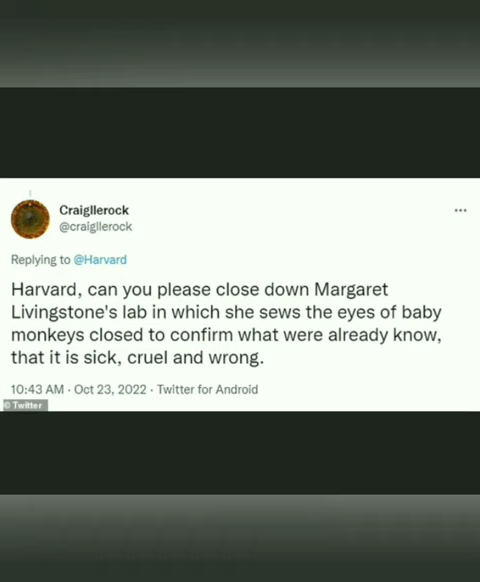 Craigllerock
@craigllerock
Replying to @Harvard
Harvard, can you please close down Margaret
Livingstone's lab in which she sews the eyes of baby
monkeys closed to confirm what were already know,
that it is sick, cruel and wrong.
10:43 AM · Oct 23, 2022 · Twitter for Android
© Twitter